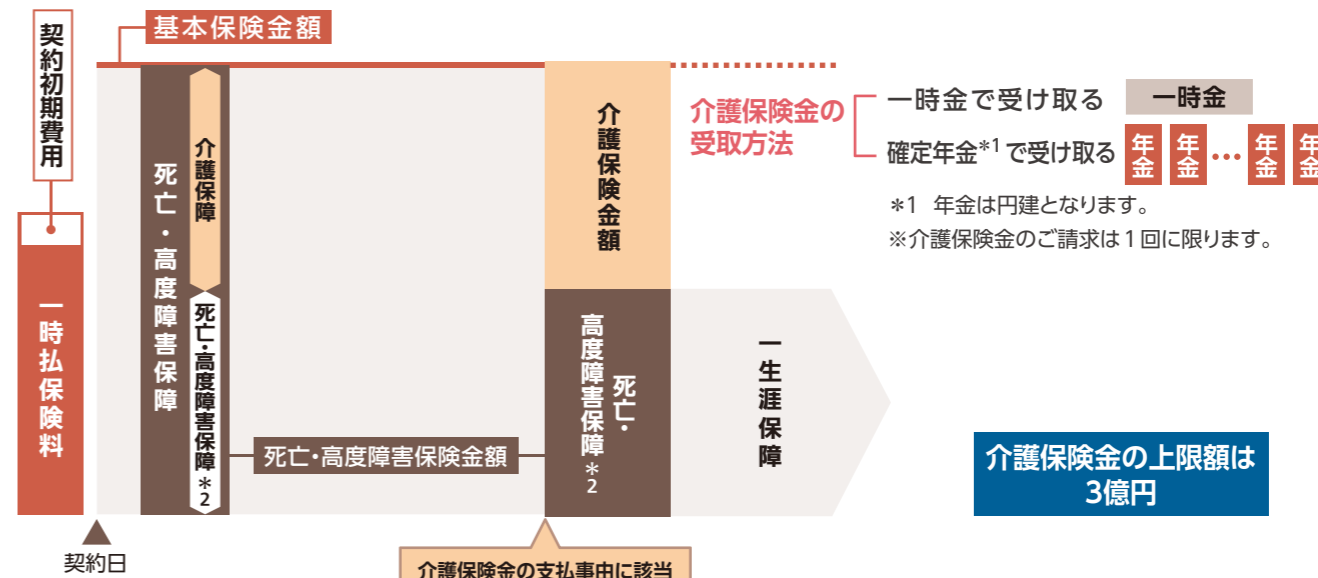 契約初期費用
基本保険金額
一時払保険料
契約日
死亡・高度障害保障
介護保障
死亡・高度障害保障*2
死亡・高度障害保険金額
介護保険金額
死亡・
高度障害保障*2
介護保険金の支払事由に該当
一生涯保障
介護保険金の
受取方法
一時金で受け取る 一時金
確定年金*1で受け取る 年金 年金 … 年金 年金
*1 年金は円建となります。
※介護保険金のご請求は1回に限ります。
介護保険金の上限額は
3億円